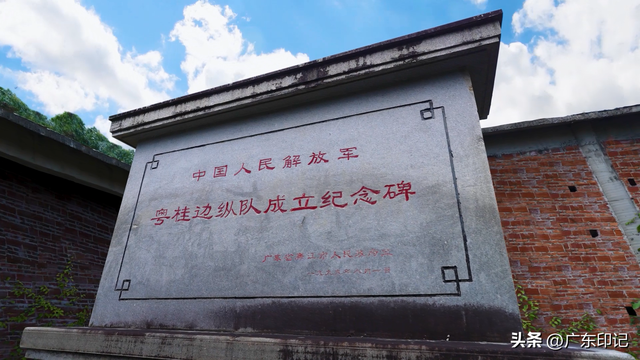 中国人民解放军
粤桂边纵队成立纪念碑
头条 @广东印记